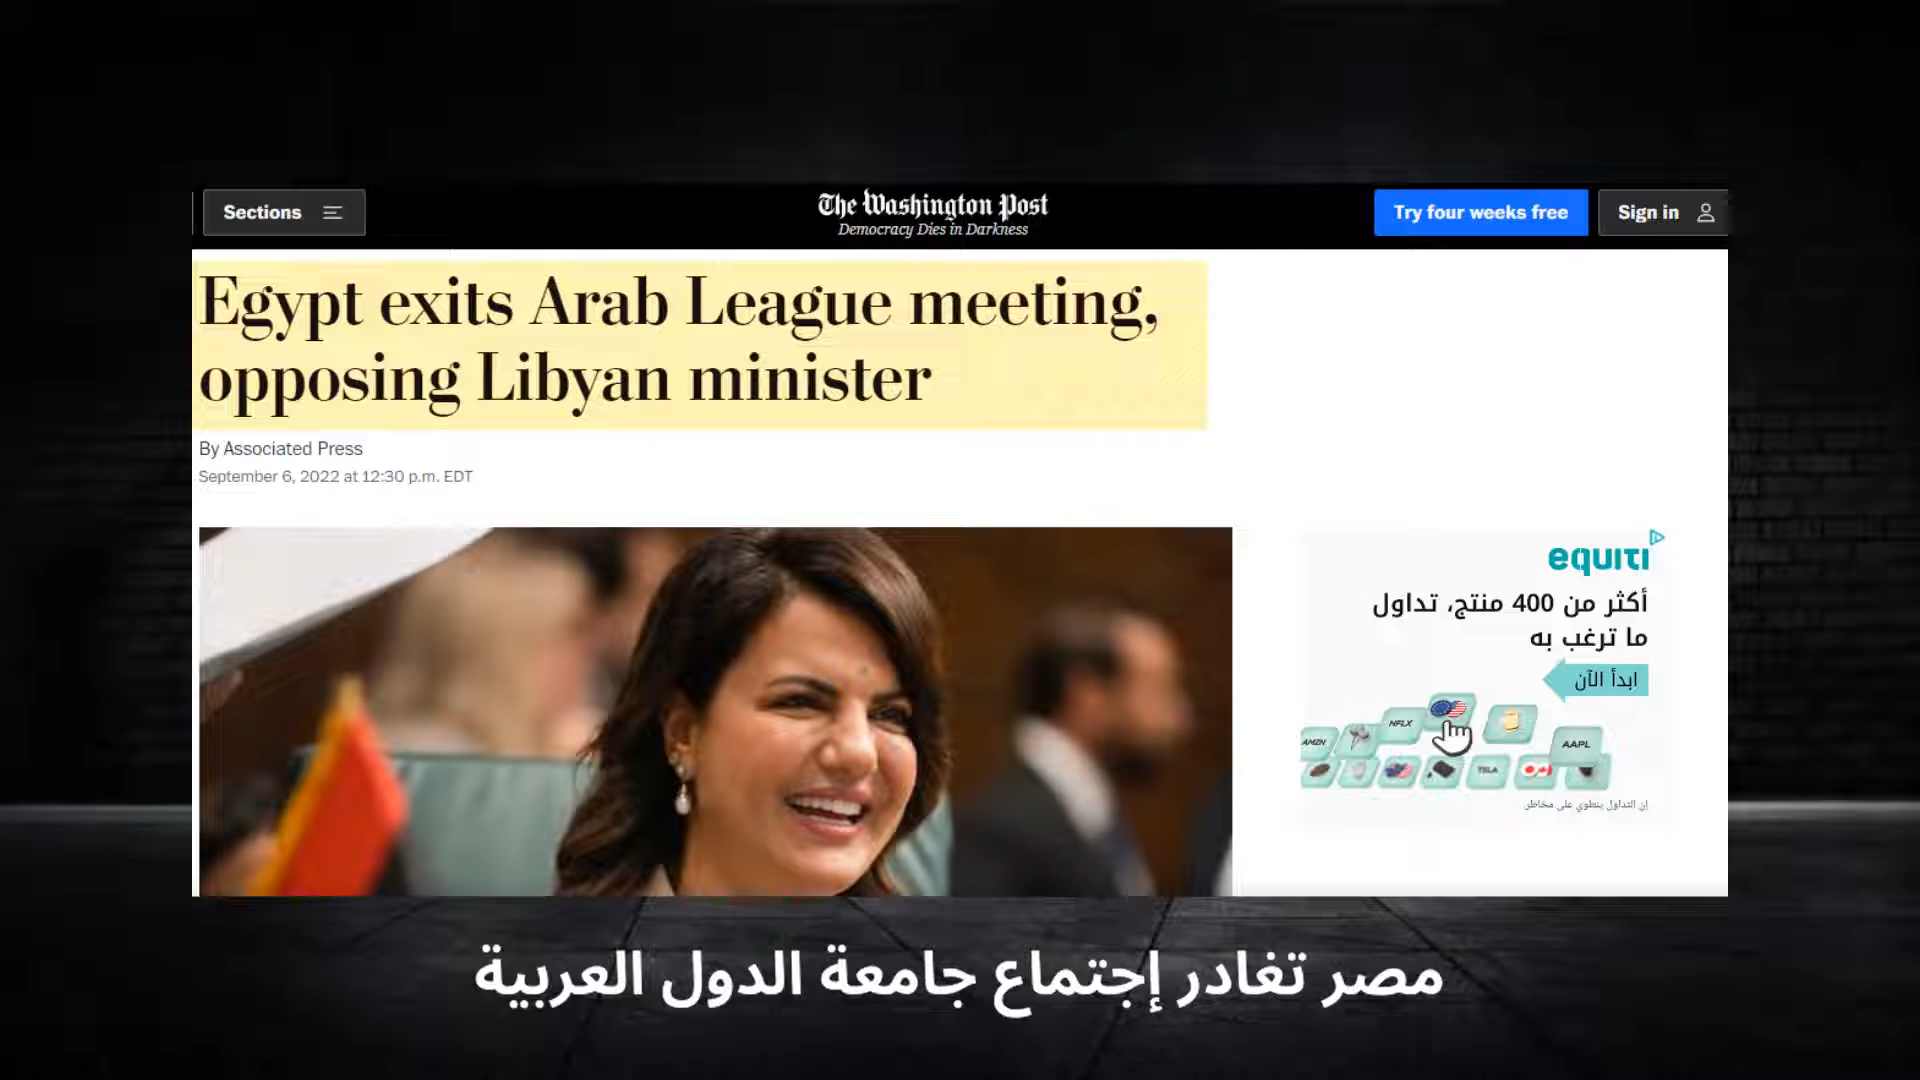 Sections
The Washington Post
Democracy Dies in Darkness
Try four weeks free
Sign in
Egypt exits Arab League meeting,
opposing Libyan minister
By Associated Press
September 6, 2022 at 12:30 p.m. EDT
equiti
أكثر من 400 منتج، تداول
ما ترغب به
ابدأ الآن
NFLX
AMZN
AAPL
TSLA
إن التداول ينطوي على مخاطر
مصر تغادر إجتماع جامعة الدول العربية